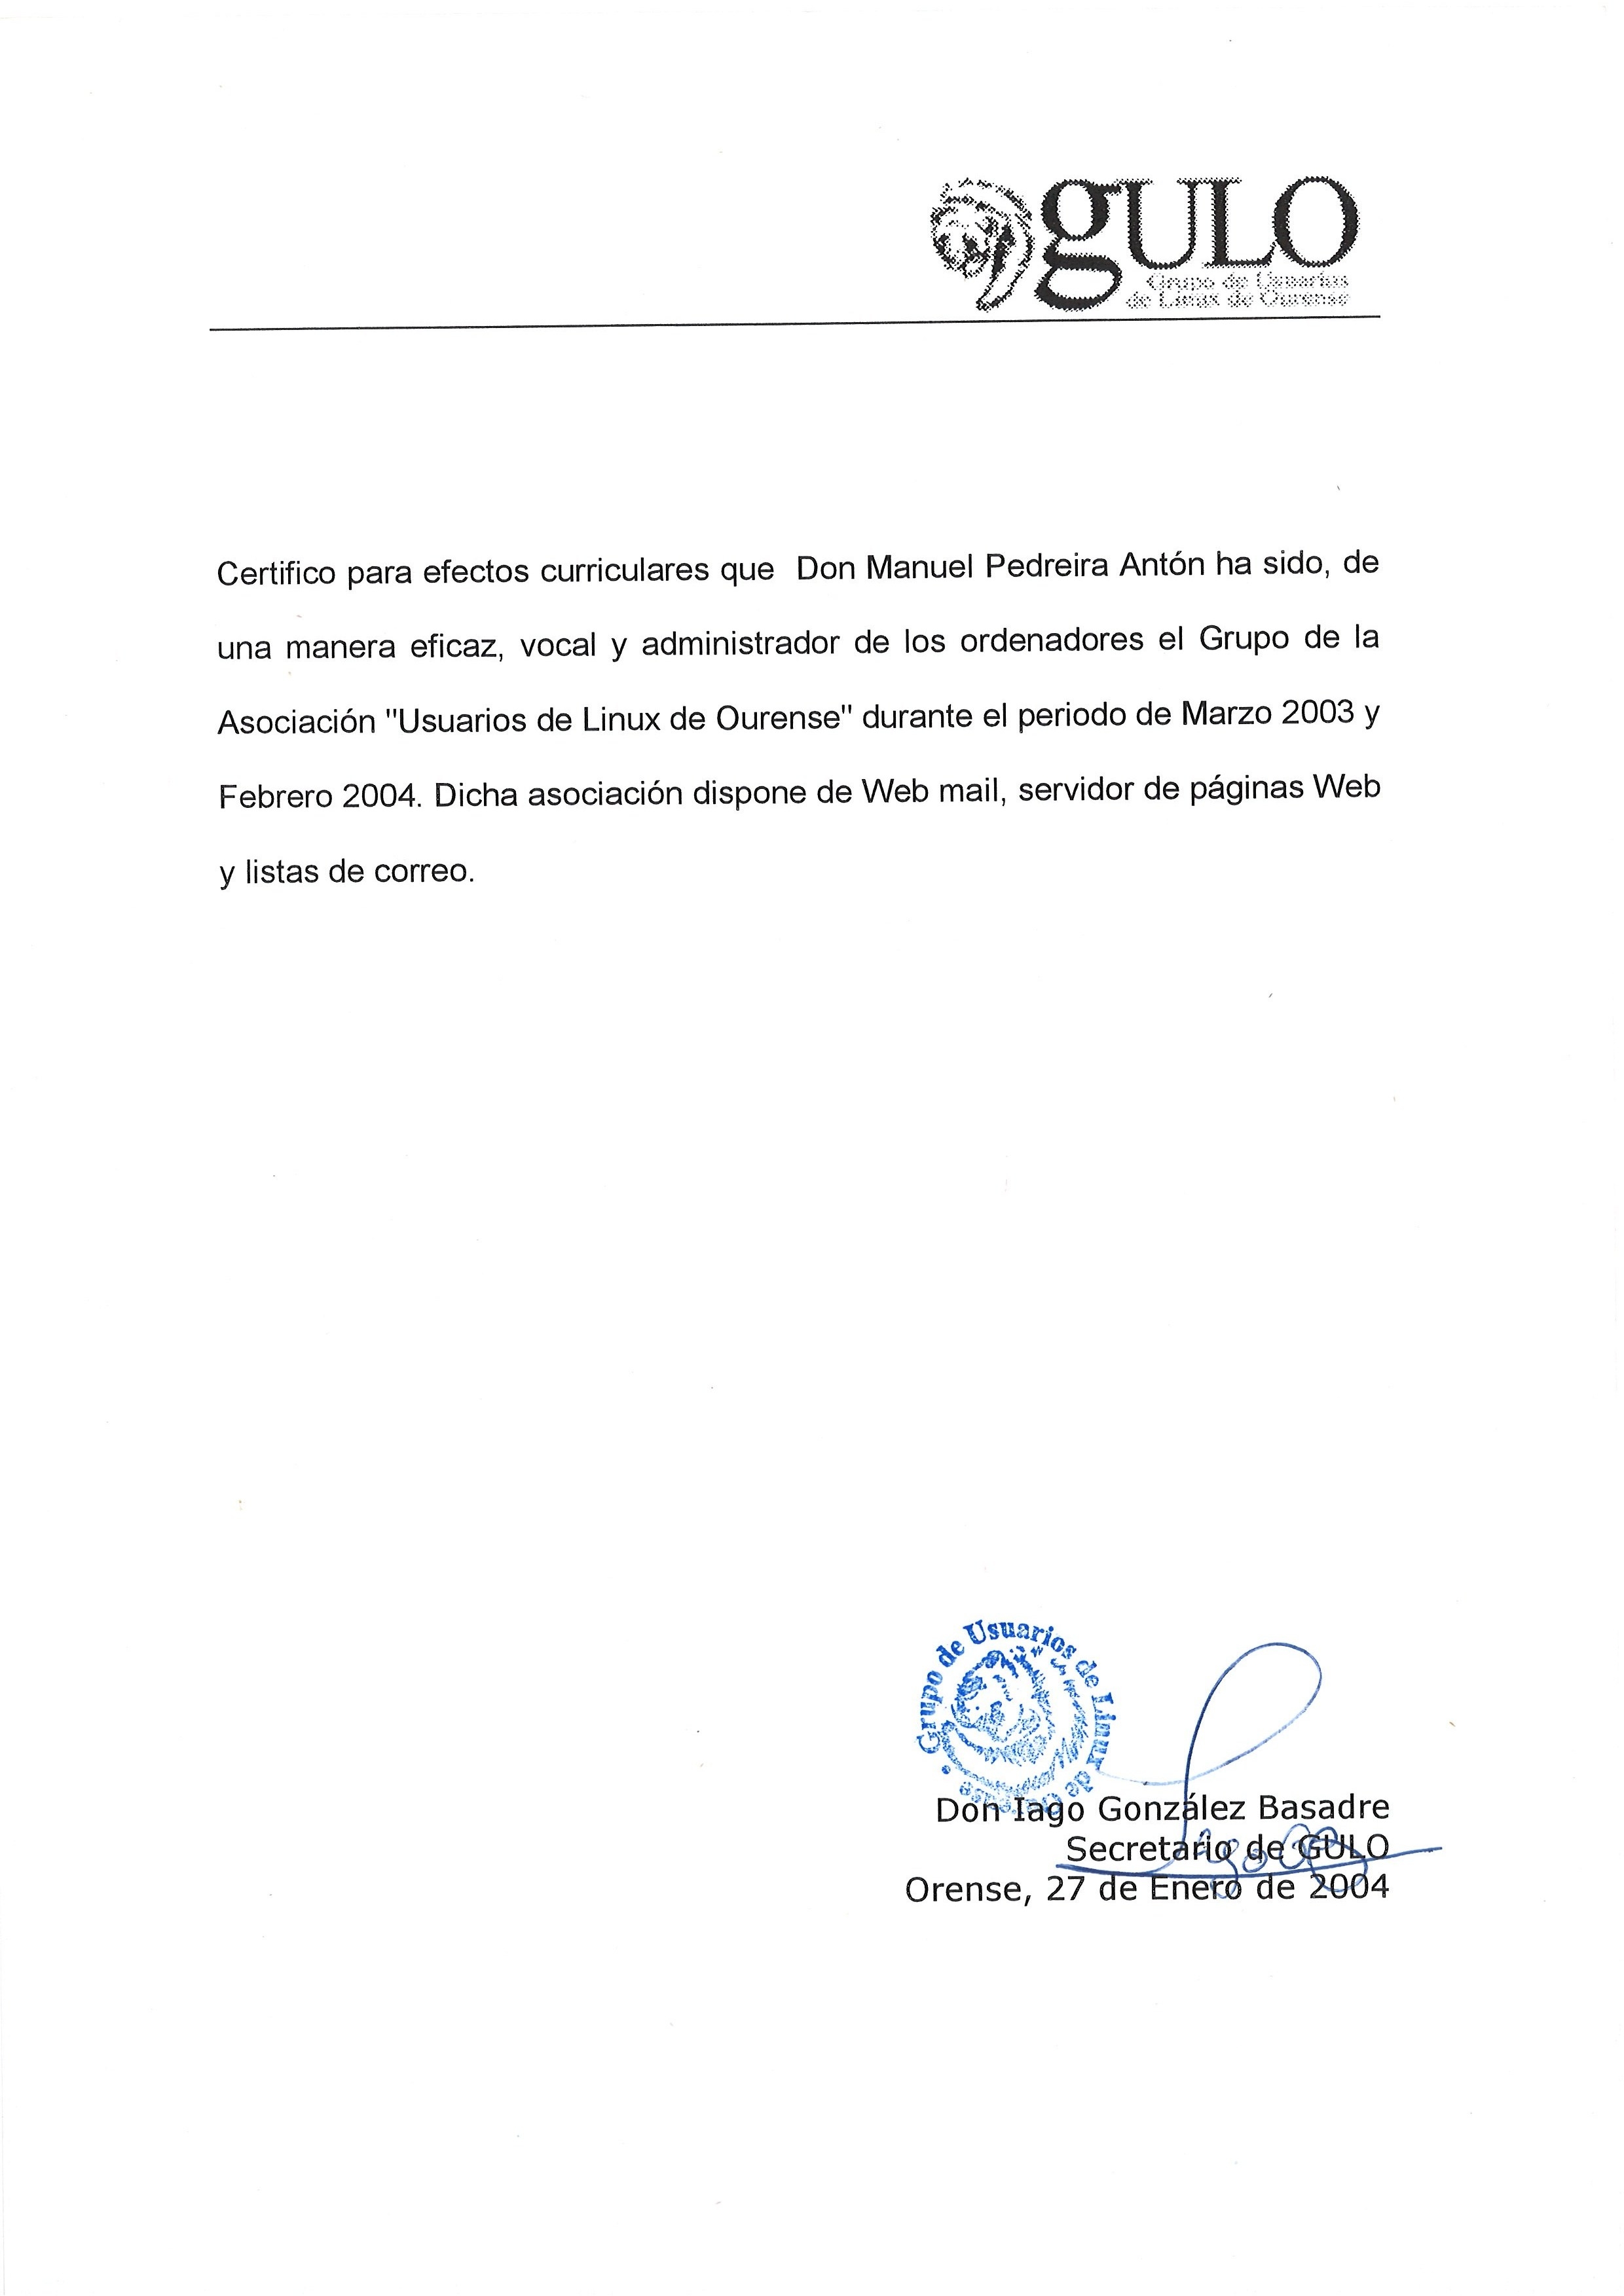 gULO
Grupo de Usuarios
de Linux de Ourense
Certifico para efectos curriculares que Don Manuel Pedreira Antón ha sido, de
una manera eficaz, vocal y administrador de los ordenadores el Grupo de la
Asociación "Usuarios de Linux de Ourense" durante el periodo de Marzo 2003 y
Febrero 2004. Dicha asociación dispone de Web mail, servidor de páginas Web
y listas de correo.
Grupo de Usuarios de Linux de Ourense
Don Iago González Basadre
Secretario de GULO
Orense, 27 de Enero de 2004